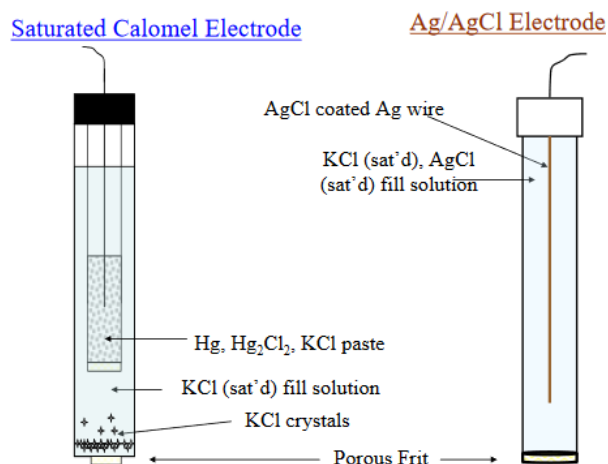 Saturated Calomel Electrode
Ag/AgCl Electrode
AgCl coated Ag wire
KCl (sat’d), AgCl
(sat’d) fill solution
Hg, Hg₂Cl₂, KCl paste
KCl (sat’d) fill solution
KCl crystals
Porous Frit